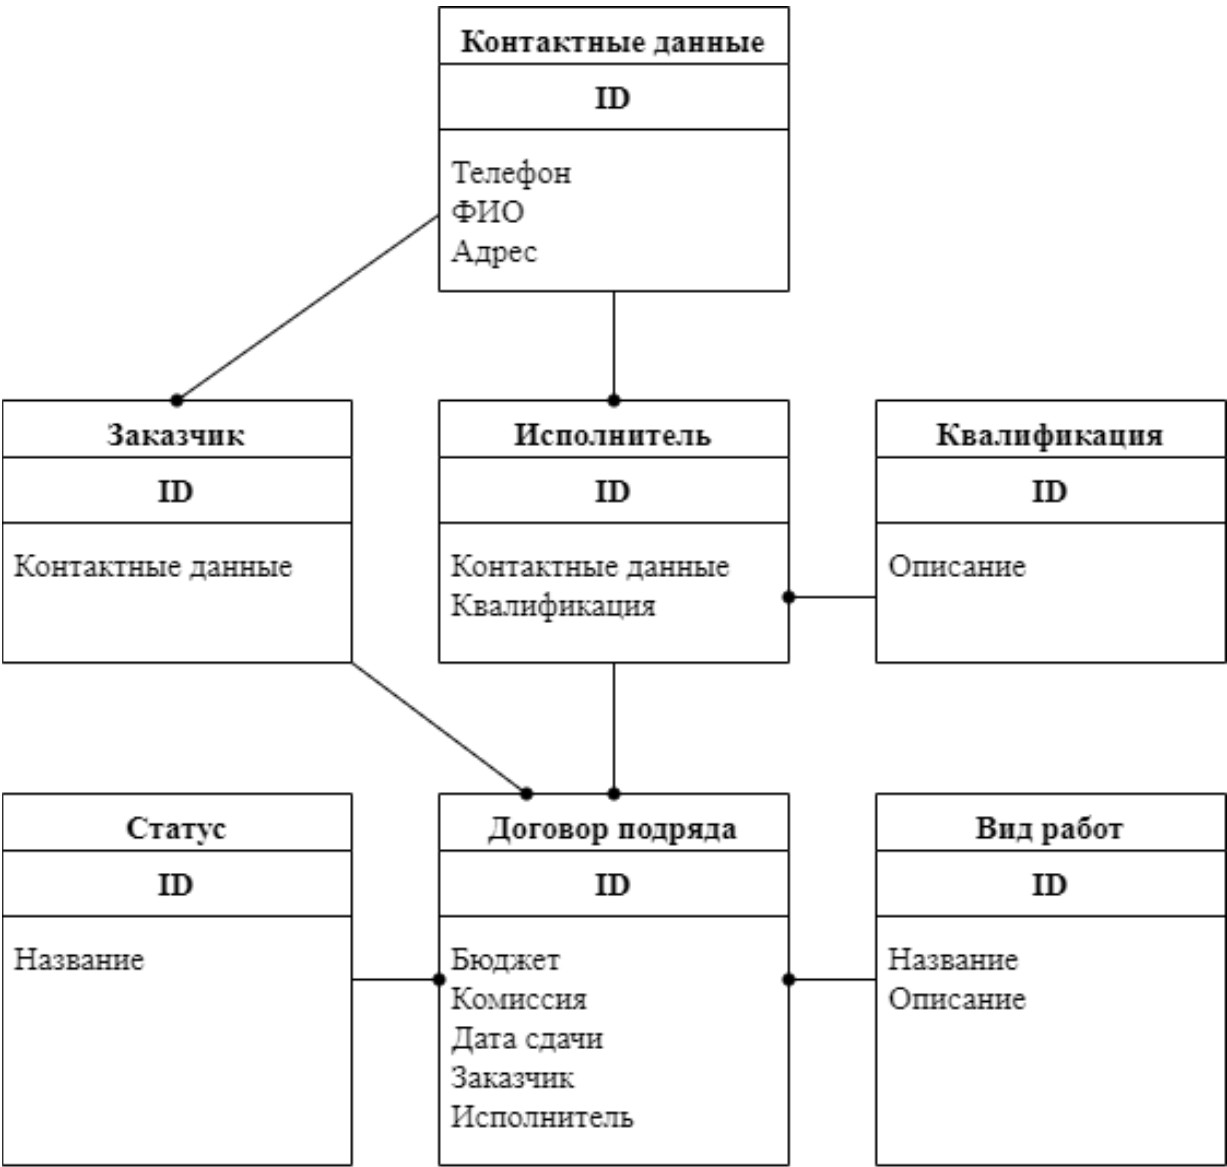 Контактные данные
ID
Телефон
ФИО
Адрес
Заказчик
ID
Контактные данные
Исполнитель
ID
Контактные данные
Квалификация
Квалификация
ID
Описание
Статус
ID
Название
Договор подряда
ID
Бюджет
Комиссия
Дата сдачи
Заказчик
Исполнитель
Вид работ
ID
Название
Описание